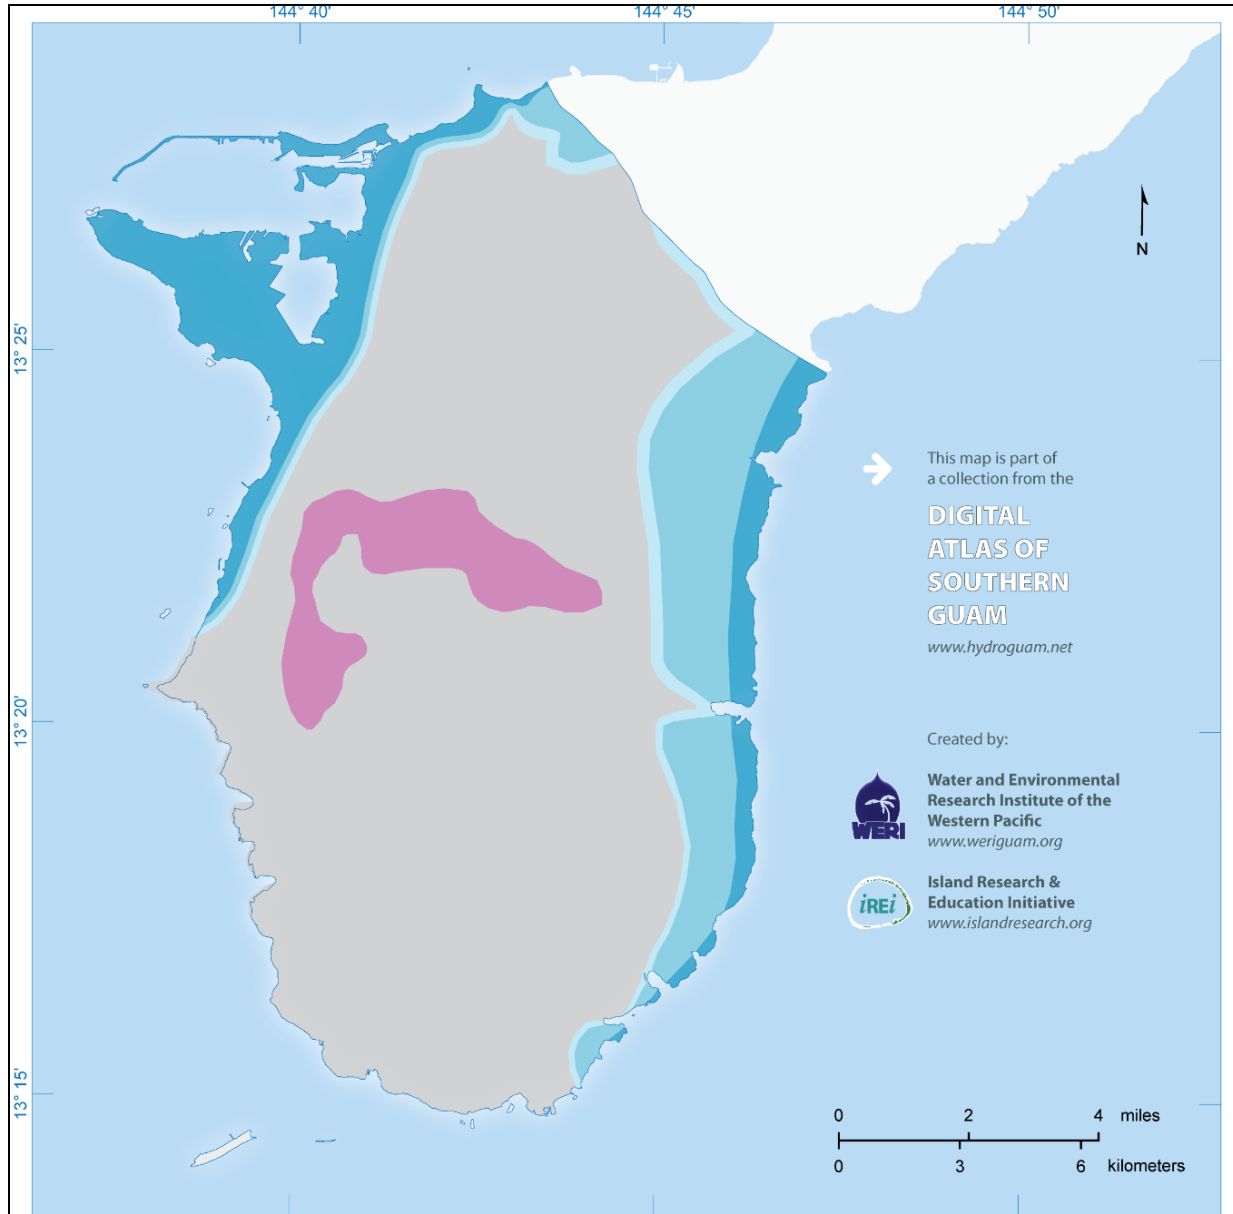 144° 40'
144° 45'
144° 50'
13° 25'
13° 20'
13° 15'
N
This map is part of
a collection from the
DIGITAL
ATLAS OF
SOUTHERN
GUAM
www.hydroguam.net
Created by:
WERI
Water and Environmental
Research Institute of the
Western Pacific
www.weriguam.org
iREi
Island Research &
Education Initiative
www.islandresearch.org
0 2 4 miles
0 3 6 kilometers